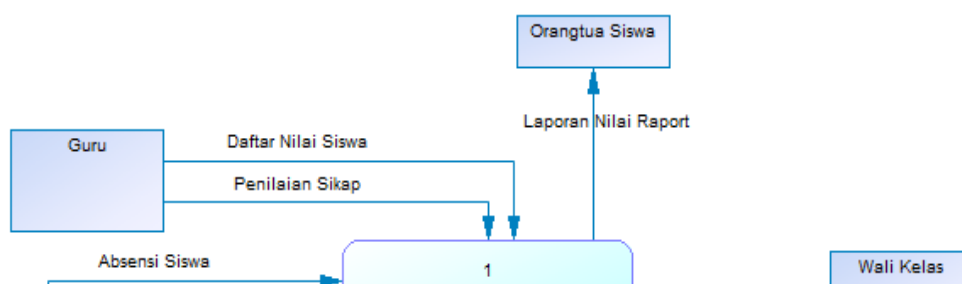 Orangtua Siswa
Laporan Nilai Raport
Guru
Daftar Nilai Siswa
Penilaian Sikap
Absensi Siswa
1
Wali Kelas